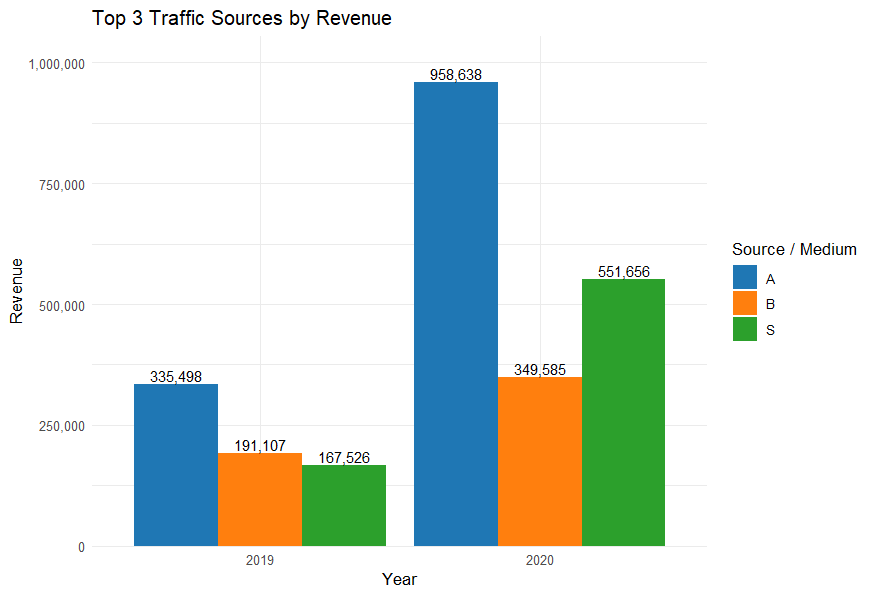 Top 3 Traffic Sources by Revenue
Revenue
1,000,000
750,000
500,000
250,000
0
335,498
191,107
167,526
958,638
349,585
551,656
2019
2020
Year
Source / Medium
A
B
S